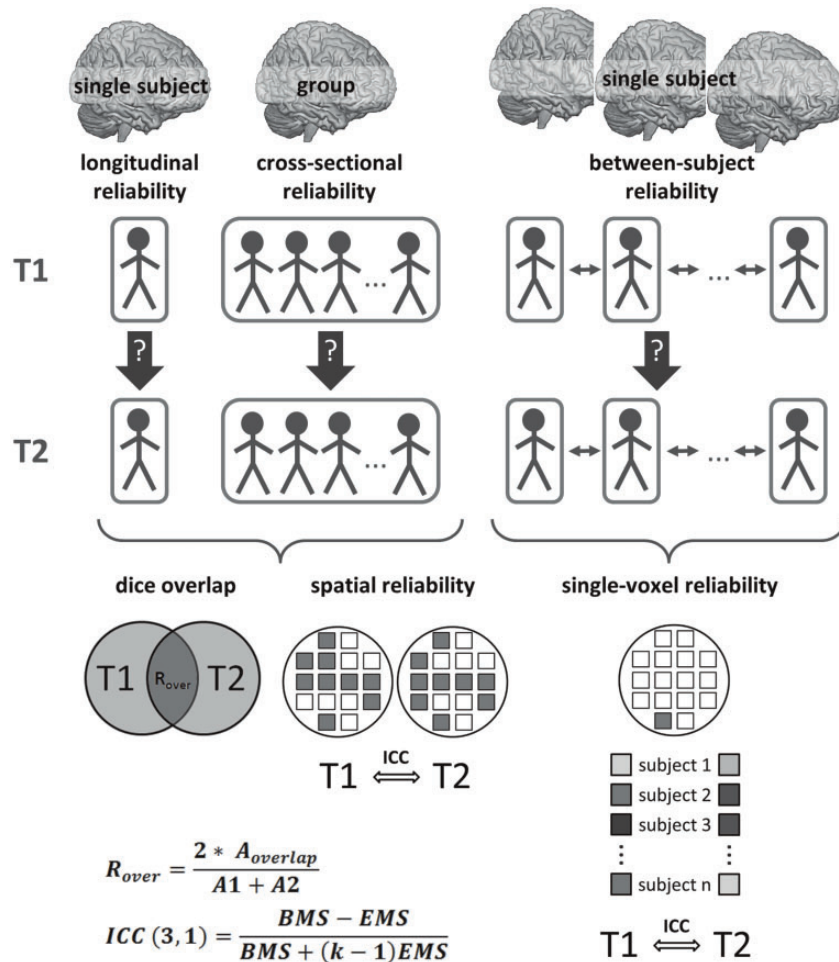 single subject
group
single subject
longitudinal
reliability
cross-sectional
reliability
between-subject
reliability
T1
...
...
? ? ?
T2
...
...
dice overlap
spatial reliability
single-voxel reliability
T1 R_over T2
ICC
T1 ⟺ T2
subject 1
subject 2
subject 3
subject n
R_over = 2 * A_overlap / A1 + A2
ICC (3, 1) = BMS − EMS / BMS + (k − 1)EMS
ICC
T1 ⟺ T2